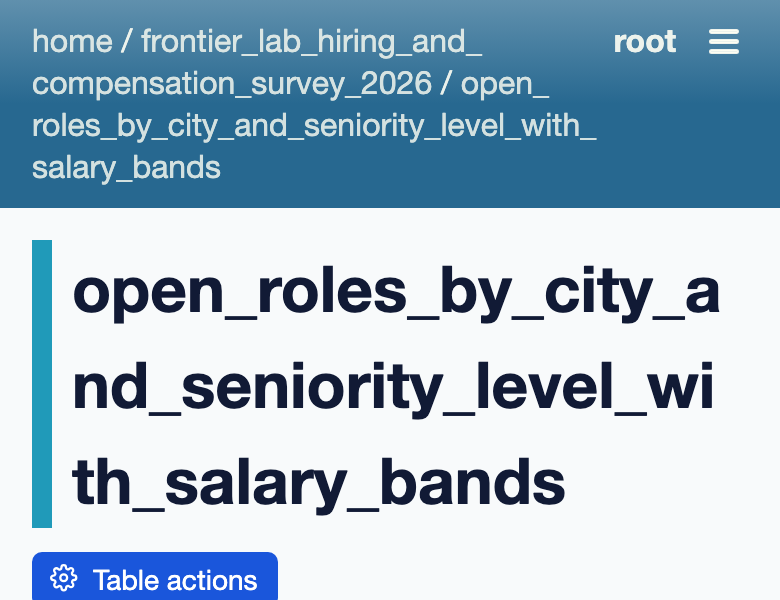 home / frontier_lab_hiring_and_
compensation_survey_2026 / open_
roles_by_city_and_seniority_level_with_
salary_bands
root
open_roles_by_city_a
nd_seniority_level_wi
th_salary_bands
Table actions